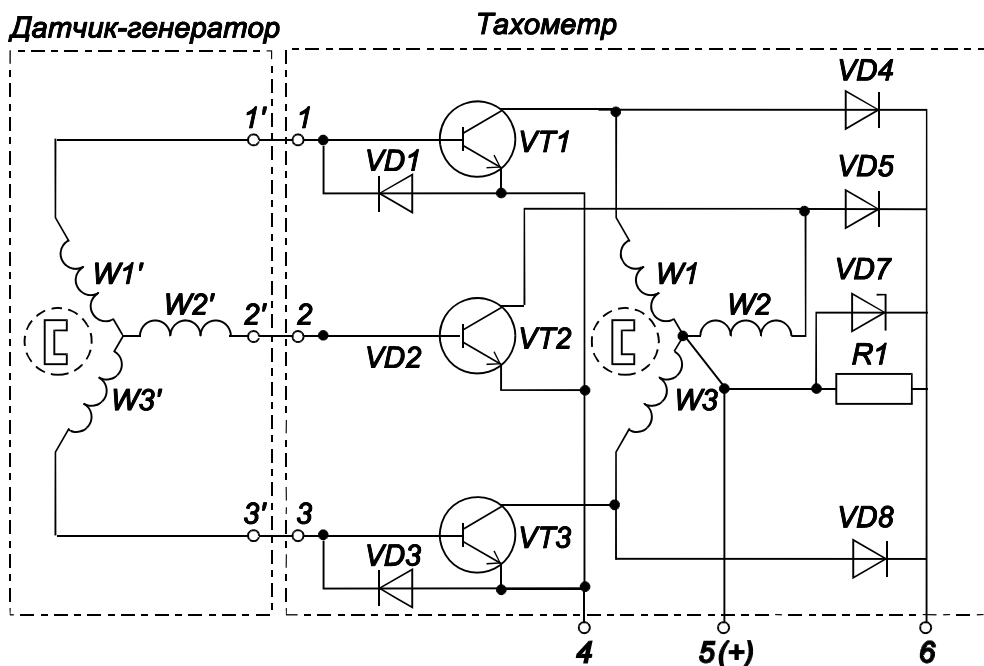 Датчик-генератор
Тахометр
VD4
1' 1
VT1
VD1
VD5
W1'
W1
VD7
W2'
2' 2
W2
VT2
VD2
R1
W3'
W3
3' 3
VT3
VD8
VD3
4 5(+) 6